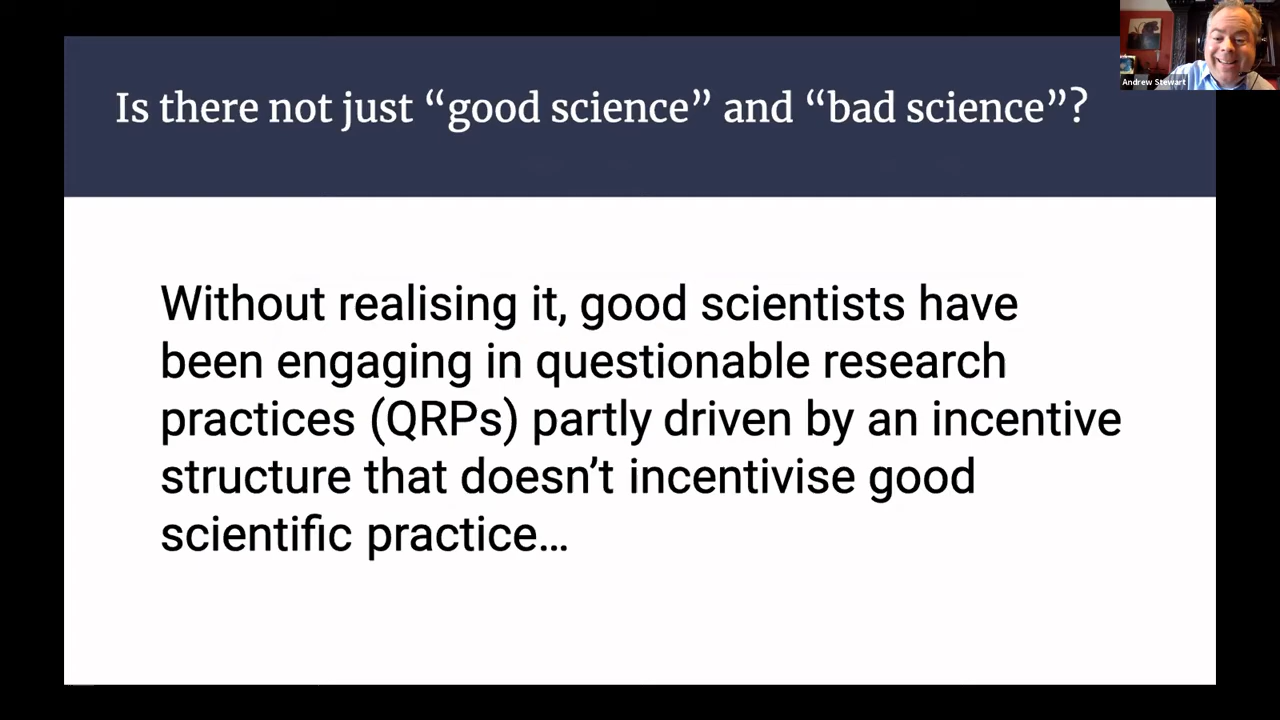 Is there not just “good science” and “bad science”?
Andrew Stewart
Without realising it, good scientists have
been engaging in questionable research
practices (QRPs) partly driven by an incentive
structure that doesn’t incentivise good
scientific practice…